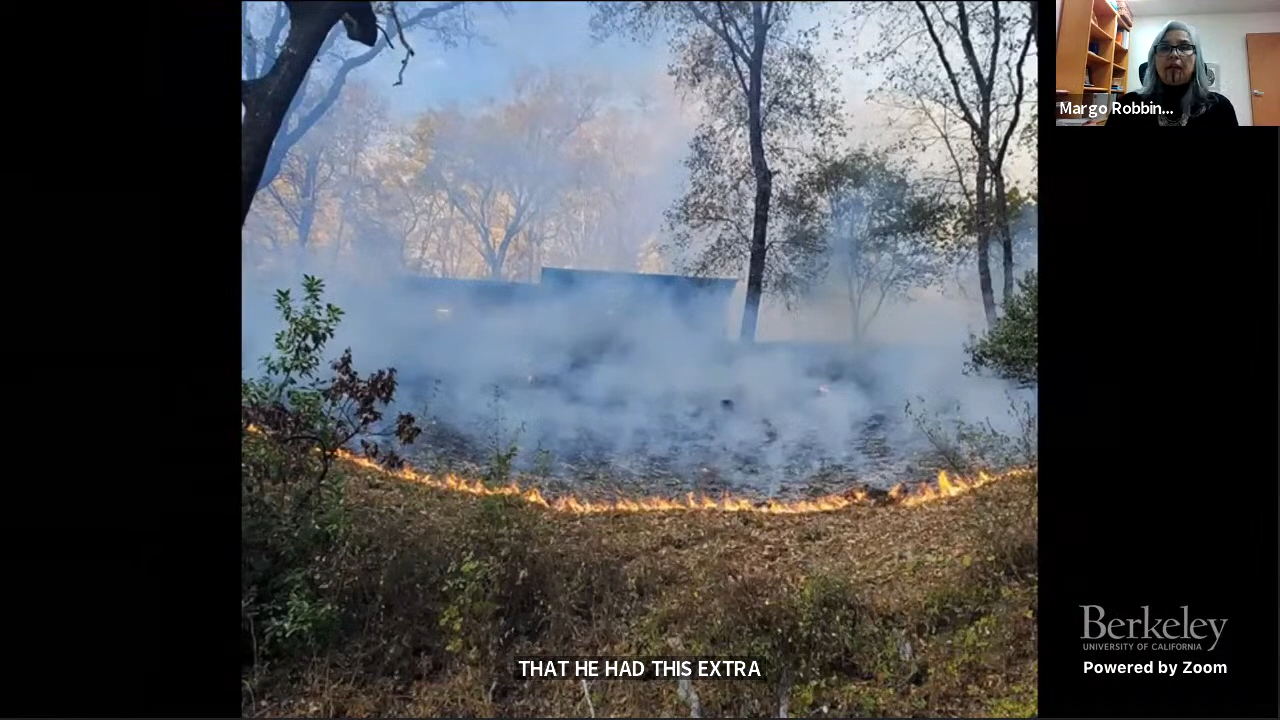 Margo Robbin...
THAT HE HAD THIS EXTRA
Berkeley
UNIVERSITY OF CALIFORNIA
Powered by Zoom